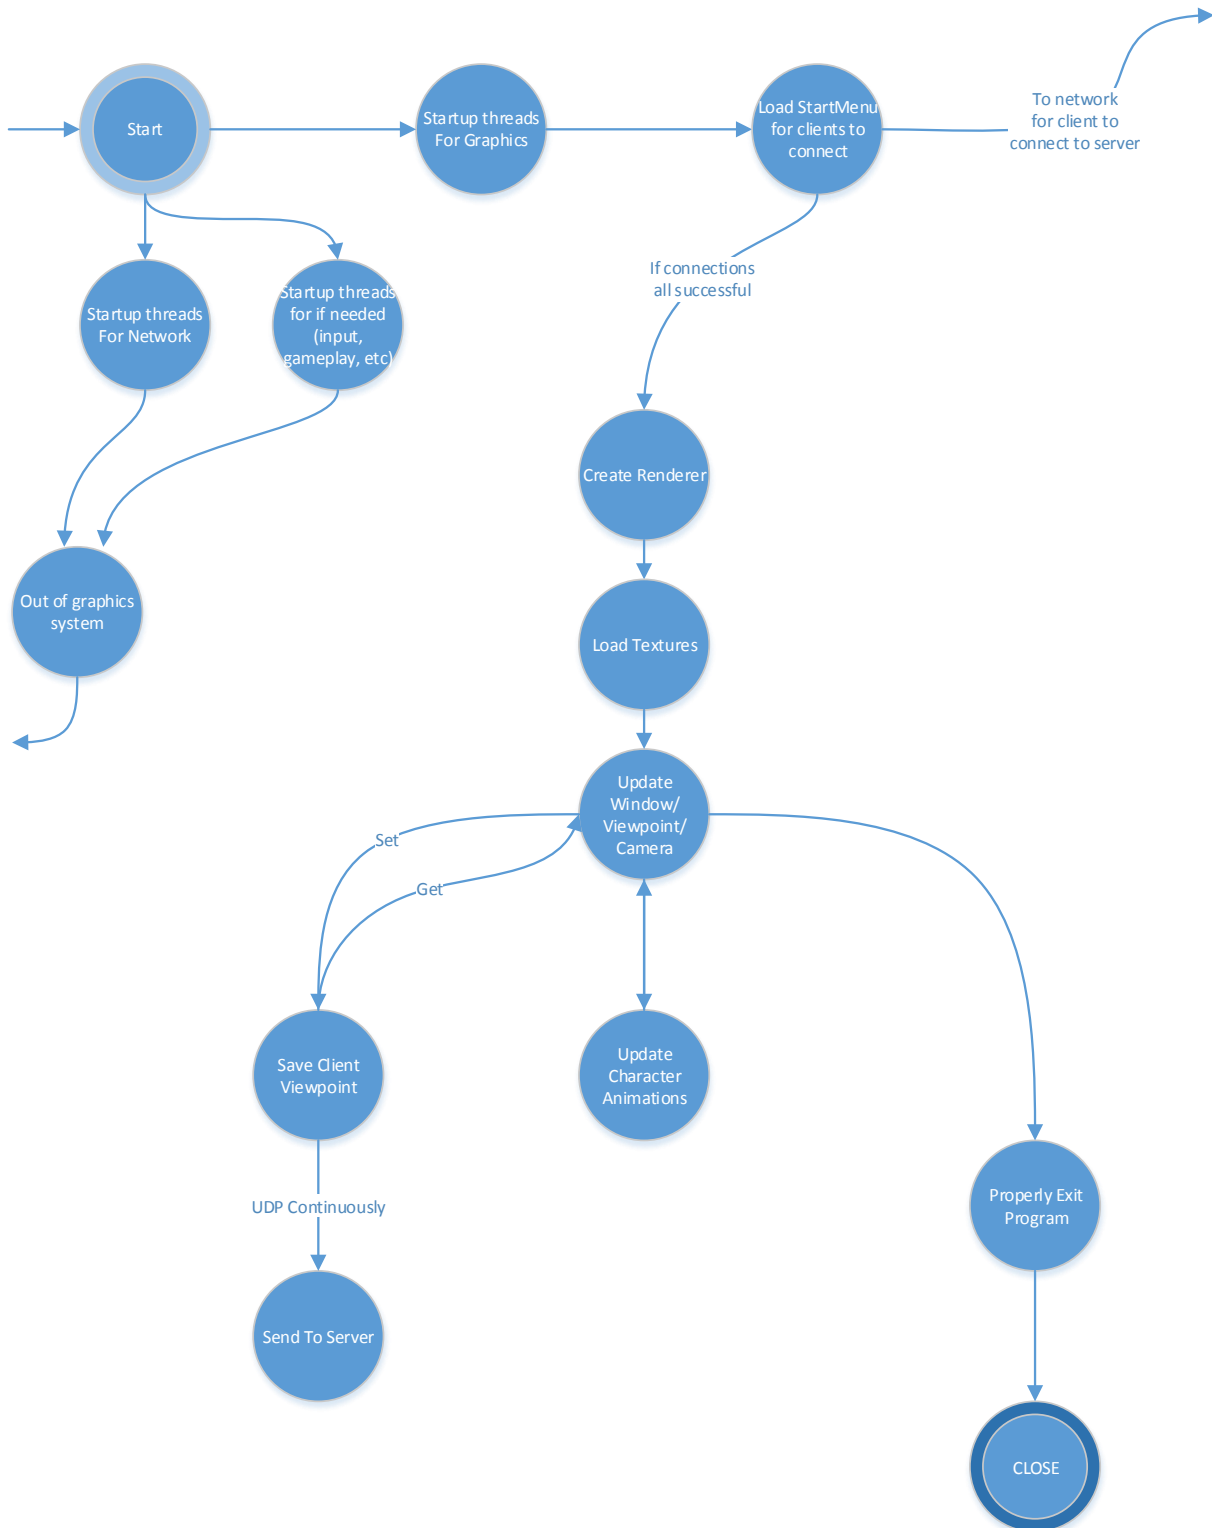 Start
Startup threads
For Graphics
Load StartMenu
for clients to
connect
To network
for client to
connect to server
If connections
all successful
Startup threads
For Network
Startup threads
for if needed
(input,
gameplay, etc)
Create Renderer
Out of graphics
system
Load Textures
Update
Window/
Viewpoint/
Camera
Set
Get
Save Client
Viewpoint
Update
Character
Animations
UDP Continuously
Properly Exit
Program
Send To Server
CLOSE